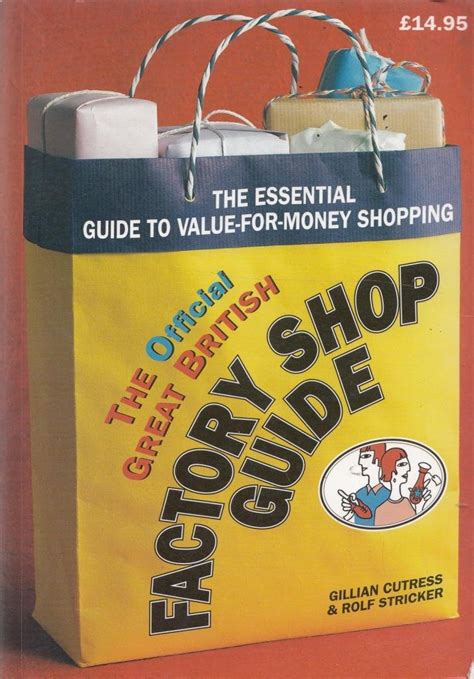 £14.95
THE ESSENTIAL
GUIDE TO VALUE-FOR-MONEY SHOPPING
THE Official
GREAT BRITISH
FACTORY SHOP
GUIDE
GILLIAN CUTRESS
& ROLF STRICKER